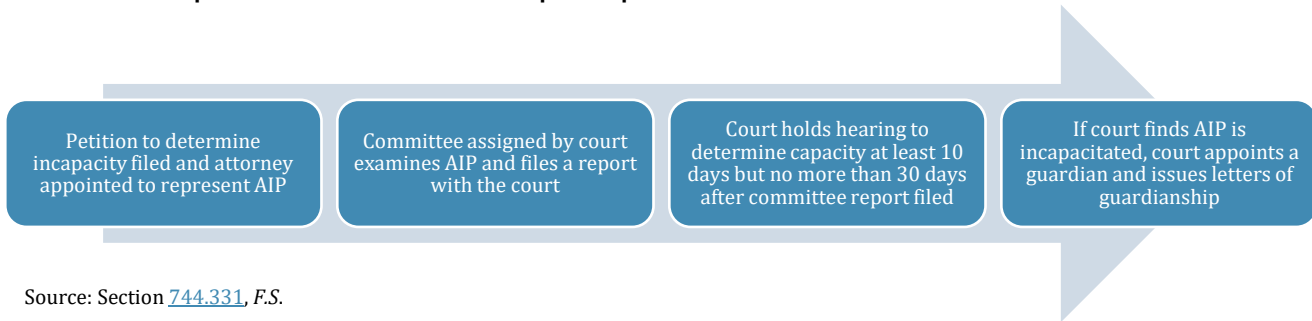 Petition to determine
incapacity filed and attorney
appointed to represent AIP
Committee assigned by court
examines AIP and files a report
with the court
Court holds hearing to
determine capacity at least 10
days but no more than 30 days
after committee report filed
If court finds AIP is
incapacitated, court appoints a
guardian and issues letters of
guardianship
Source: Section 744.331, F.S.